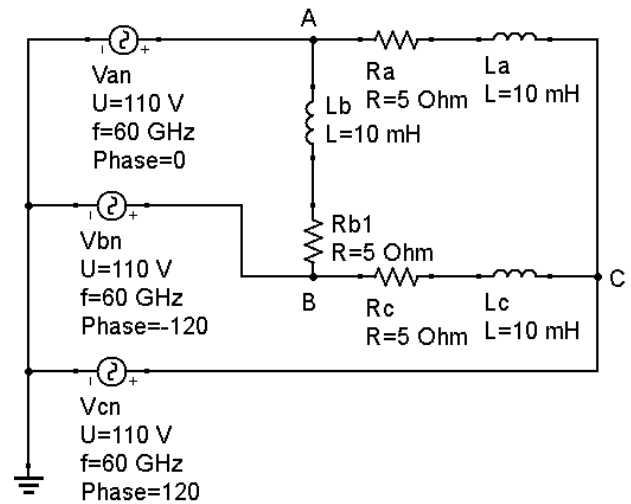 A
Van
U=110 V
f=60 GHz
Phase=0
Ra
R=5 Ohm
La
L=10 mH
Lb
L=10 mH
Vbn
U=110 V
f=60 GHz
Phase=-120
Rb1
R=5 Ohm
B
Rc
R=5 Ohm
Lc
L=10 mH
C
Vcn
U=110 V
f=60 GHz
Phase=120